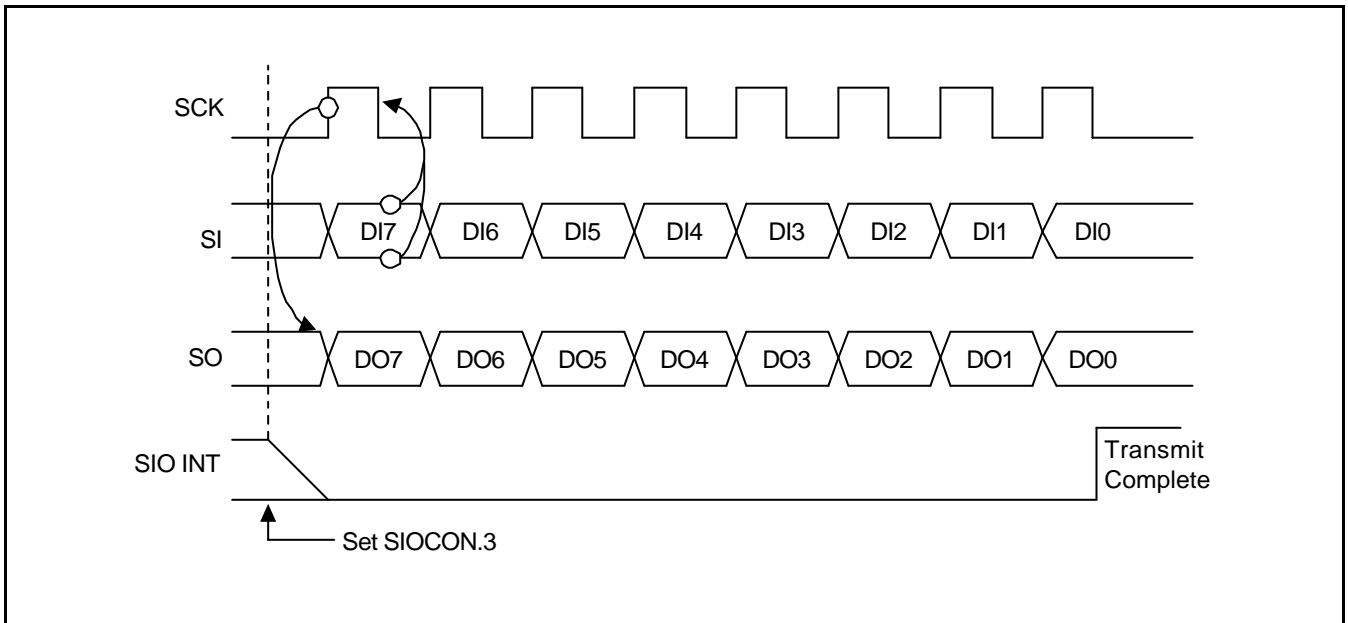 SCK
SI
DI7 DI6 DI5 DI4 DI3 DI2 DI1 DI0
SO
DO7 DO6 DO5 DO4 DO3 DO2 DO1 DO0
SIO INT
Transmit
Complete
Set SIOCON.3